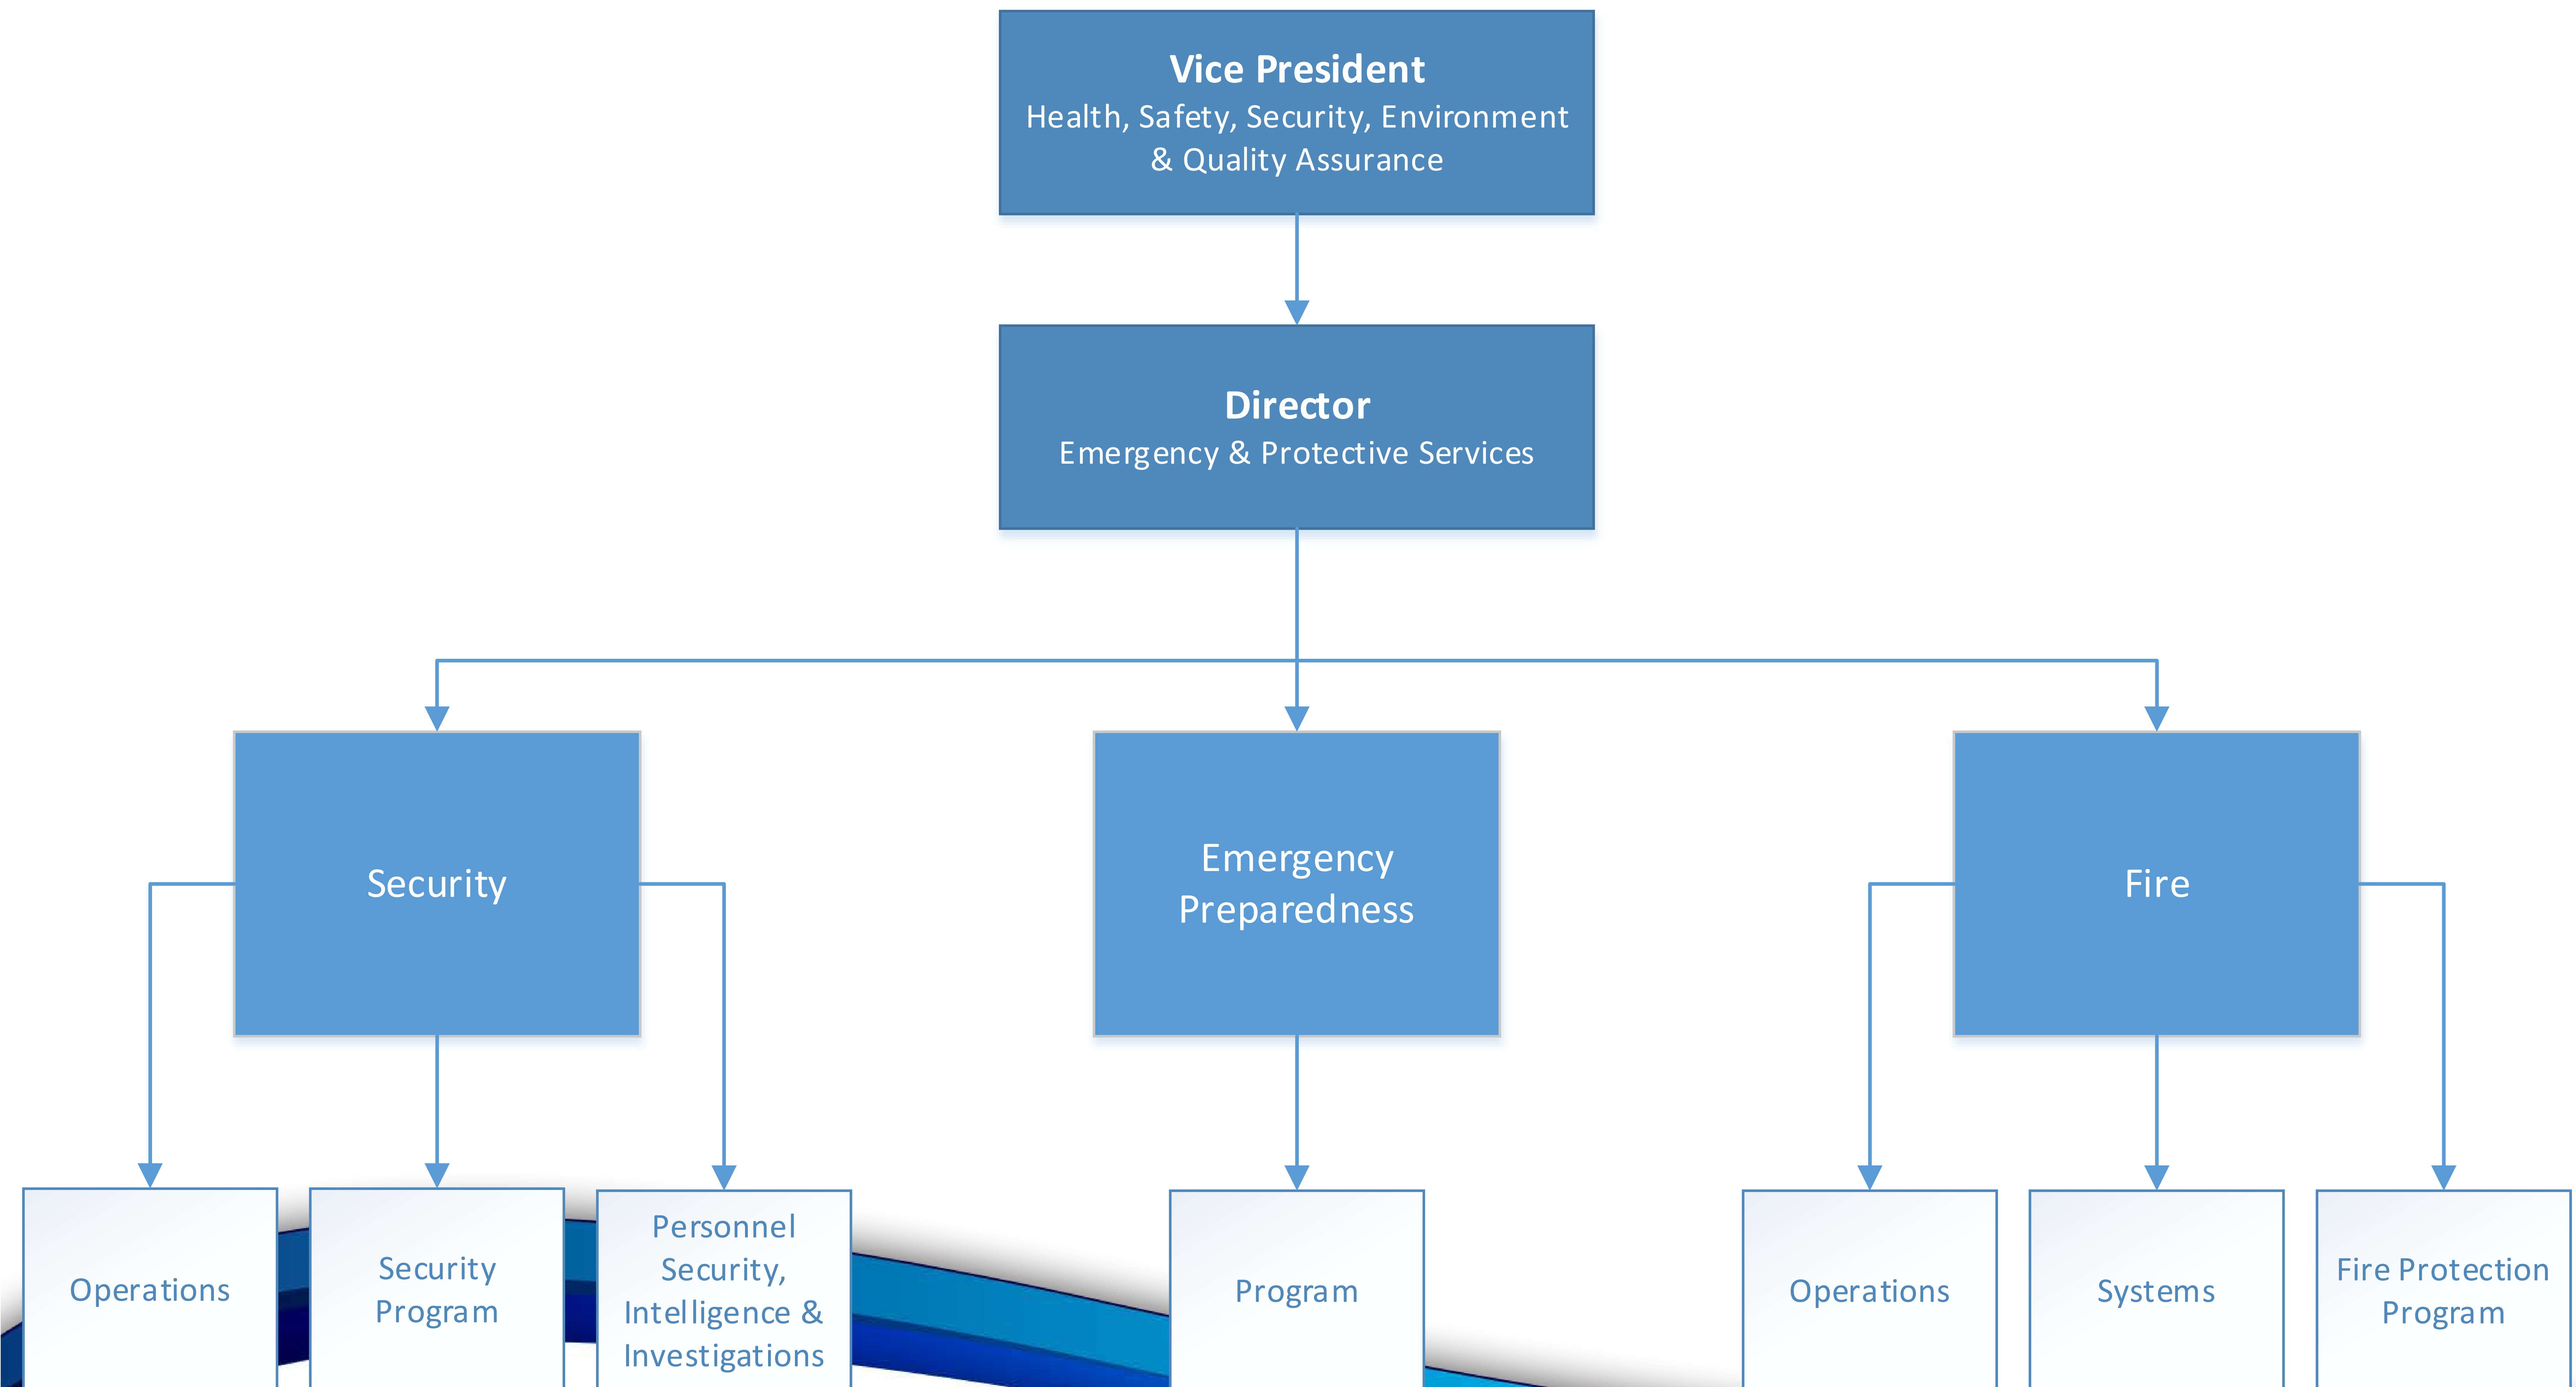 Vice President
Health, Safety, Security, Environment
& Quality Assurance
Director
Emergency & Protective Services
Security
Emergency
Preparedness
Fire
Operations
Security
Program
Personnel
Security,
Intelligence &
Investigations
Program
Operations
Systems
Fire Protection
Program